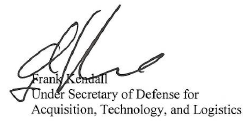 Frank Kendall
Under Secretary of Defense for
Acquisition, Technology, and Logistics